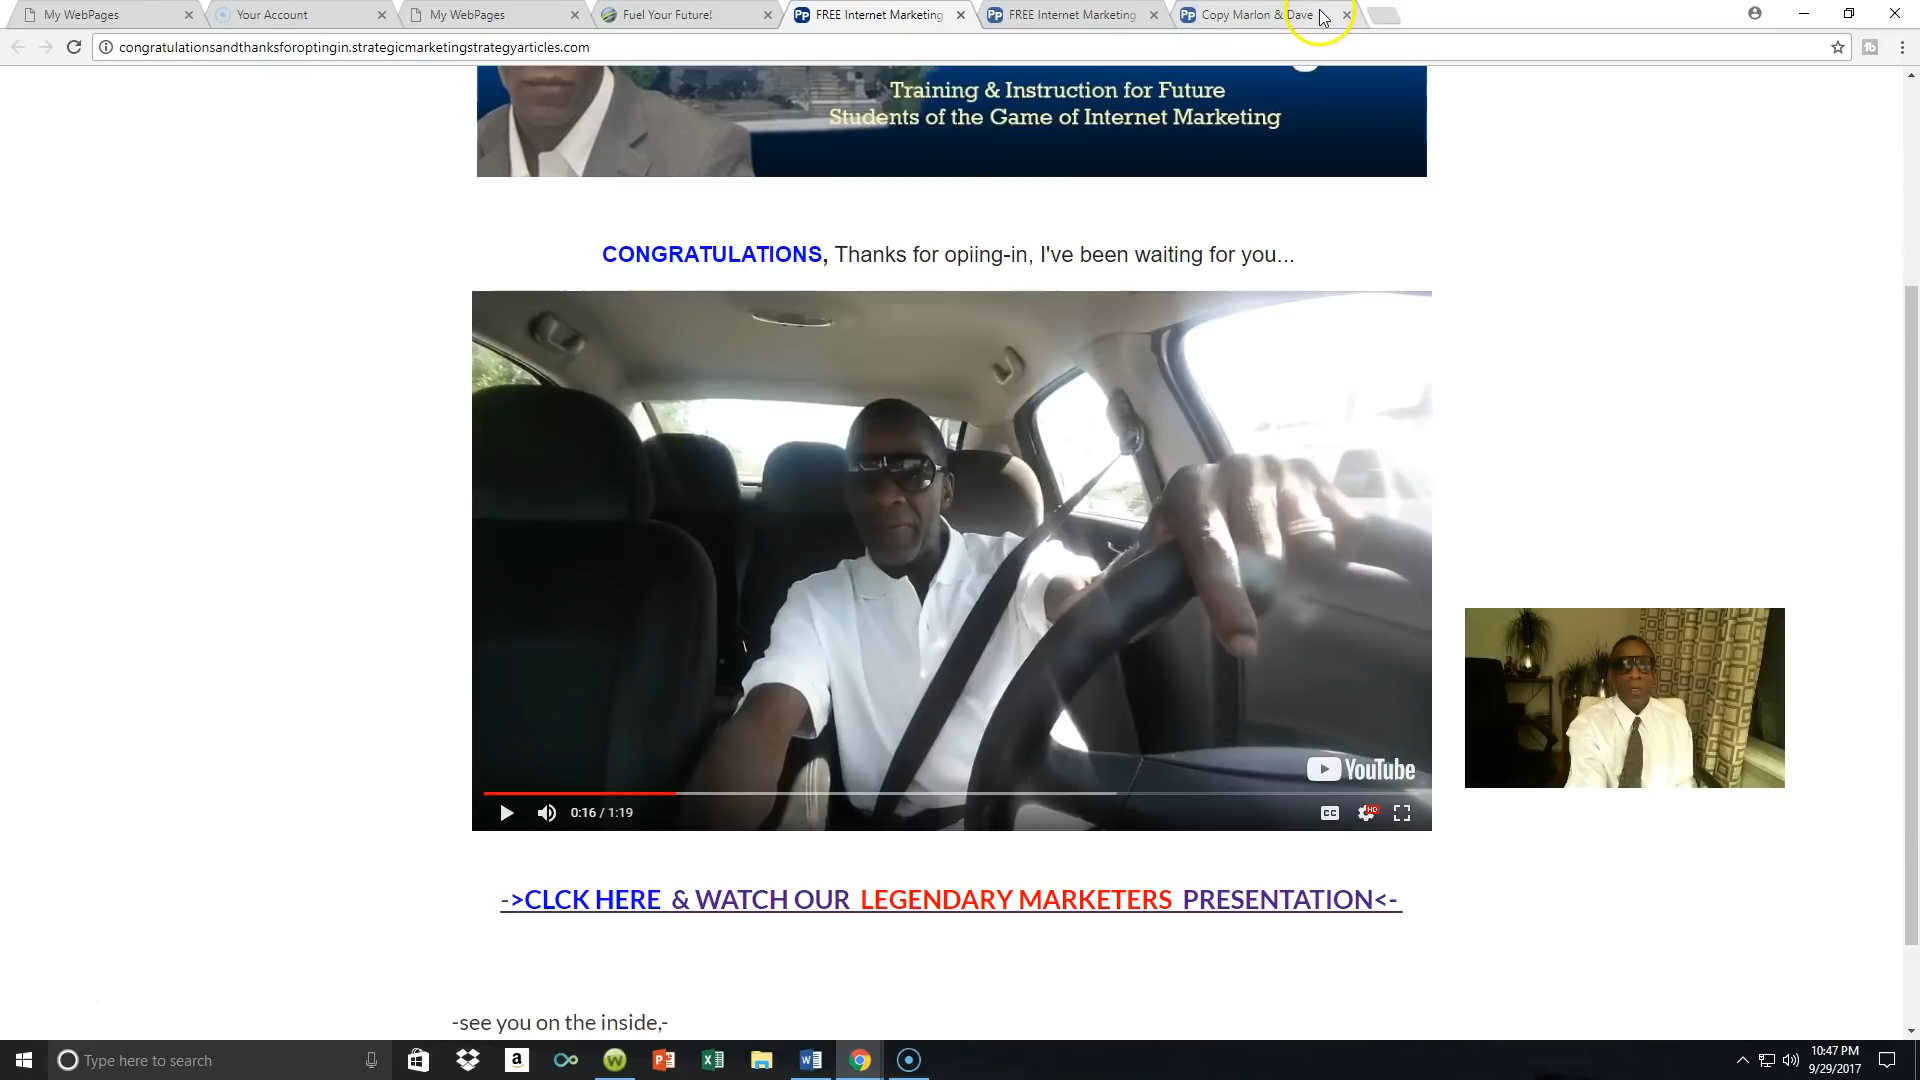 My WebPages
Your Account
My WebPages
Fuel Your Future!
FREE Internet Marketing
FREE Internet Marketing
Copy Marlon & Dave
congratulationsandthanksforoptingin.strategicmarketingstrategyarticles.com
Training & Instruction for Future
Students of the Game of Internet Marketing
CONGRATULATIONS, Thanks for opiing-in, I've been waiting for you...
YouTube
0:16 / 1:19
CC
HD
->CLCK HERE & WATCH OUR LEGENDARY MARKETERS PRESENTATION<-
-see you on the inside,-
Type here to search
10:47 PM
9/29/2017